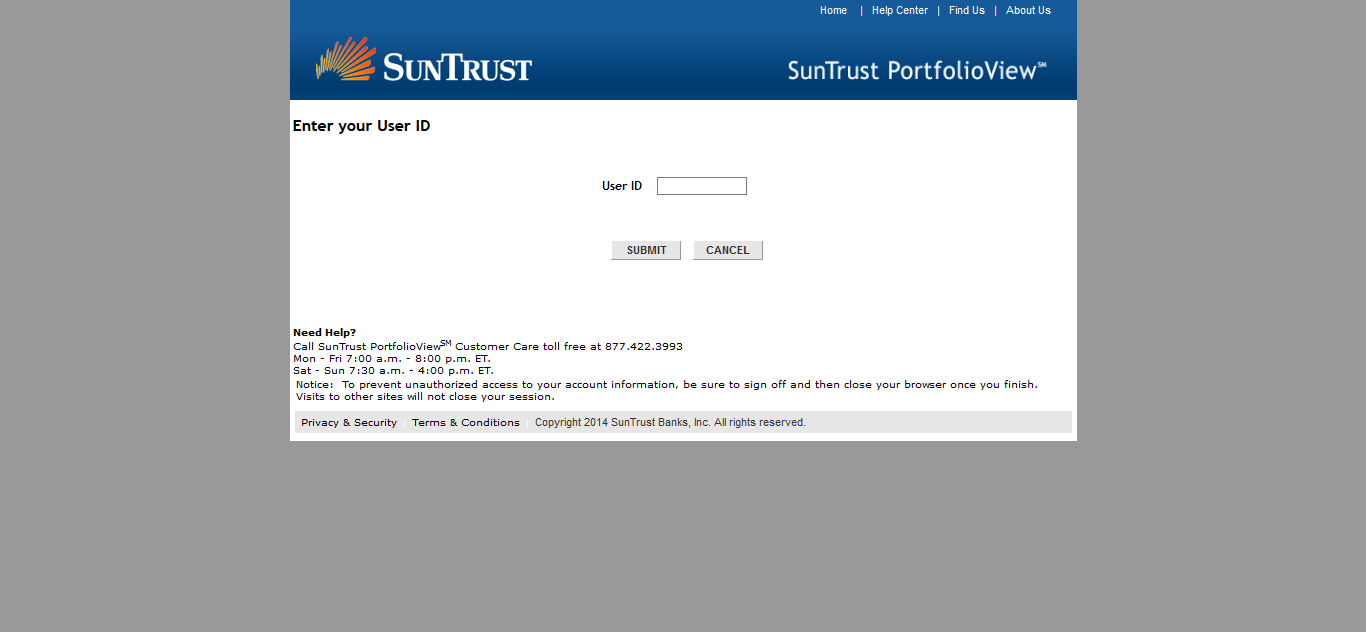 Home | Help Center | Find Us | About Us
SUNTRUST
SunTrust PortfolioView℠
Enter your User ID
User ID
SUBMIT CANCEL
Need Help?
Call SunTrust PortfolioView℠ Customer Care toll free at 877.422.3993
Mon - Fri 7:00 a.m. - 8:00 p.m. ET.
Sat - Sun 7:30 a.m. - 4:00 p.m. ET.
Notice: To prevent unauthorized access to your account information, be sure to sign off and then close your browser once you finish.
Visits to other sites will not close your session.
Privacy & Security | Terms & Conditions | Copyright 2014 SunTrust Banks, Inc. All rights reserved.